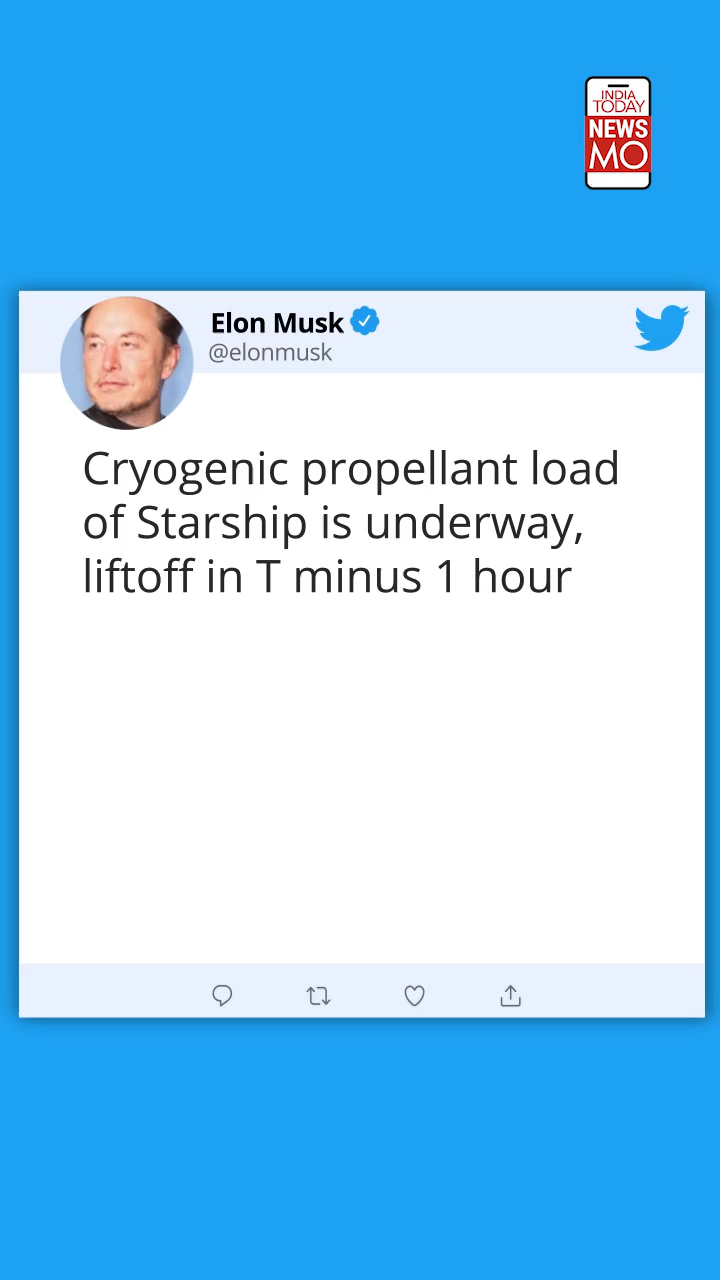 INDIA
TODAY
NEWS
MO
Elon Musk
@elonmusk
Cryogenic propellant load
of Starship is underway,
liftoff in T minus 1 hour